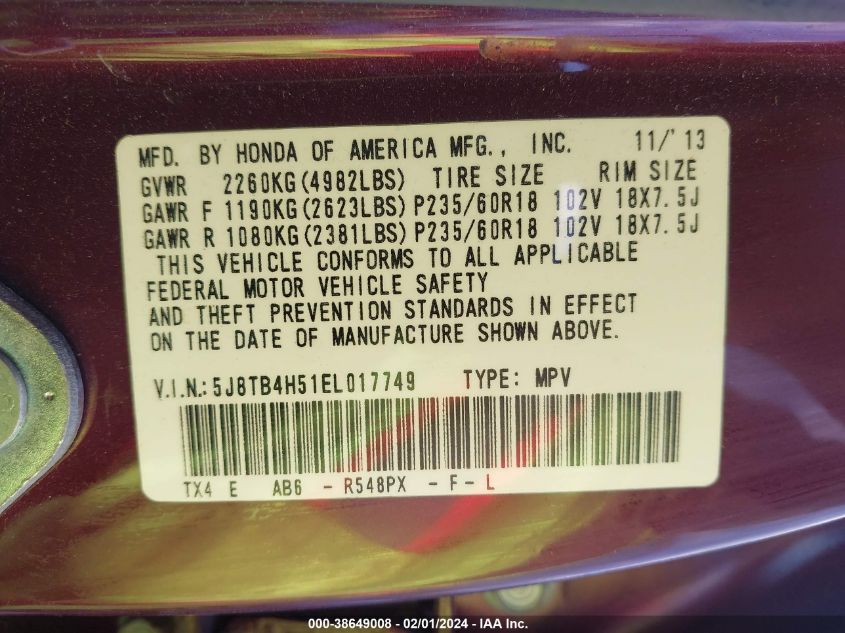 MFD. BY HONDA OF AMERICA MFG., INC. 11/'13
GVWR 2260KG(4982LBS) TIRE SIZE RIM SIZE
GAWR F 1190KG(2623LBS) P235/60R18 102V 18X7.5J
GAWR R 1080KG(2381LBS) P235/60R18 102V 18X7.5J
THIS VEHICLE CONFORMS TO ALL APPLICABLE
FEDERAL MOTOR VEHICLE SAFETY
AND THEFT PREVENTION STANDARDS IN EFFECT
ON THE DATE OF MANUFACTURE SHOWN ABOVE.
V.I.N.: 5J8TB4H51EL017749 TYPE: MPV
TX4 E AB6 - R548PX - F - L
000-38649008 - 02/01/2024 - IAA Inc.